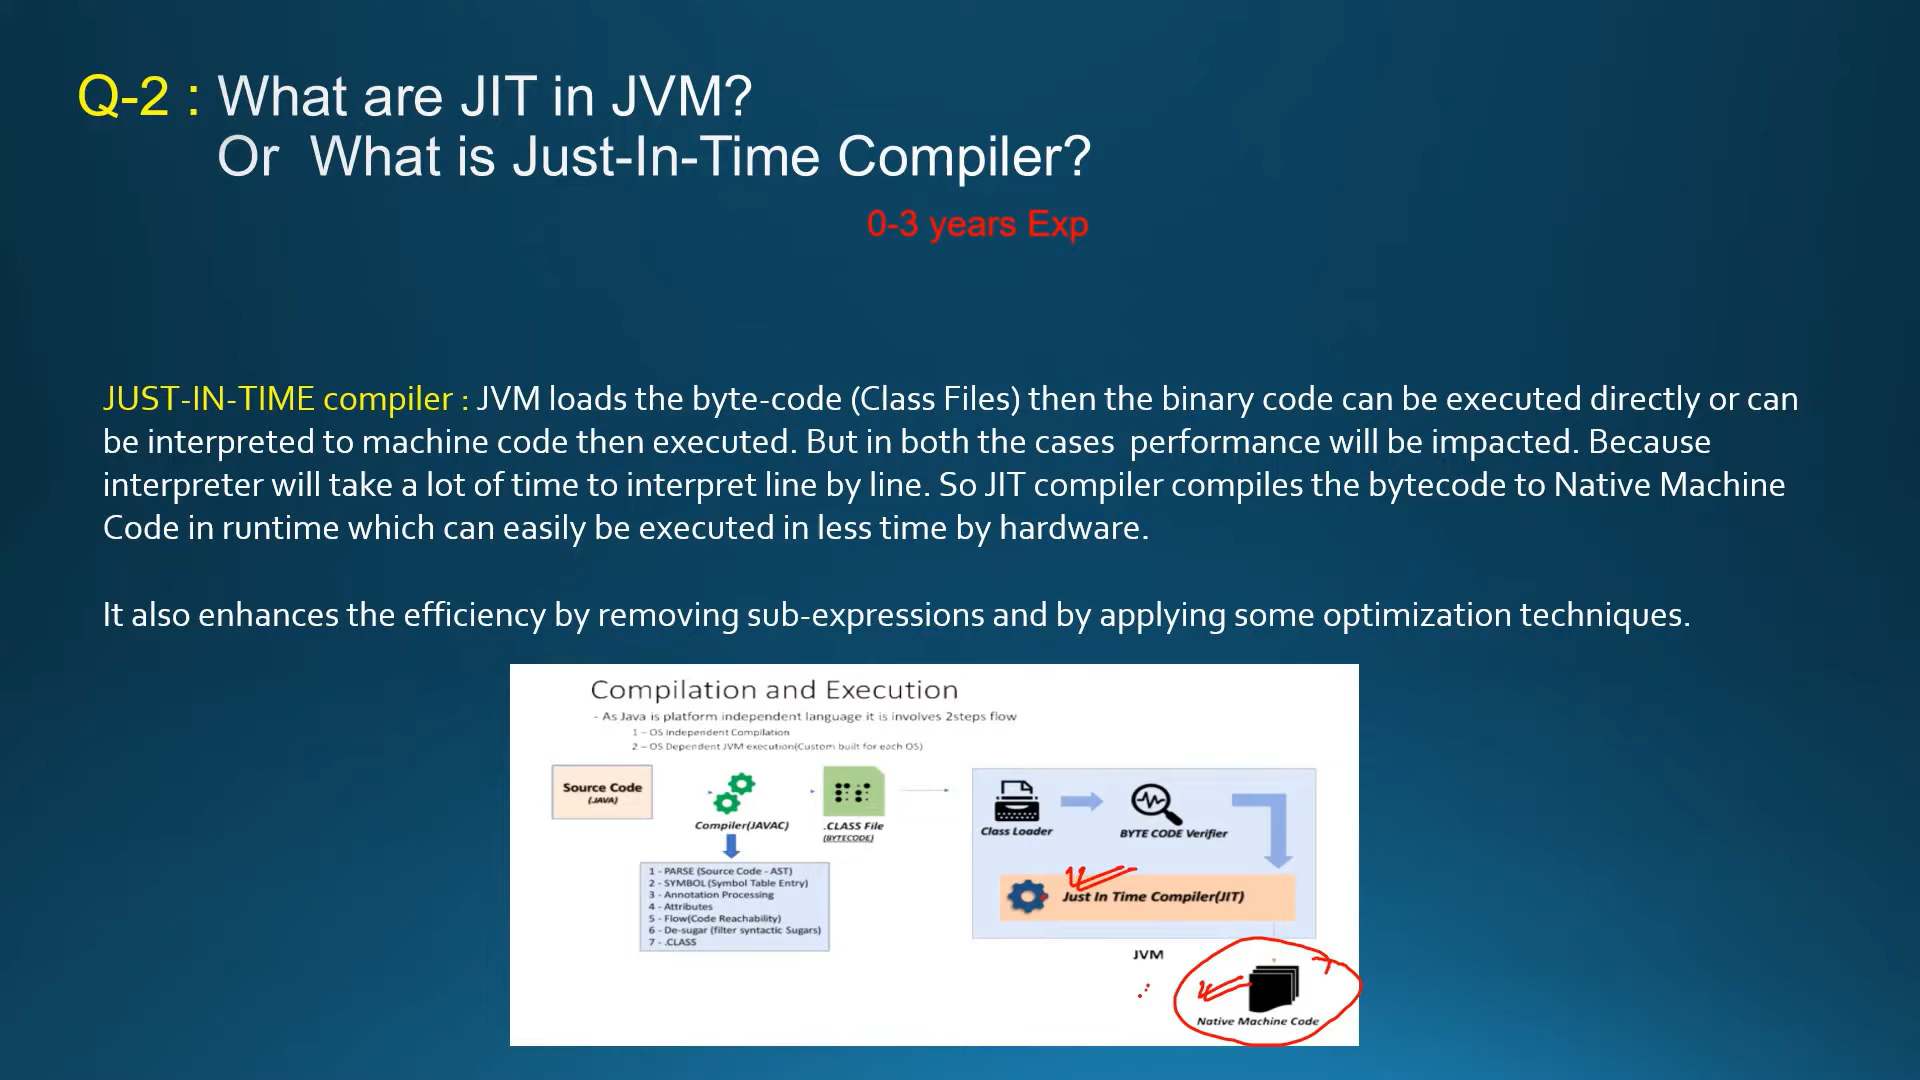 Q-2 : What are JIT in JVM?
Or What is Just-In-Time Compiler?
0-3 years Exp
JUST-IN-TIME compiler : JVM loads the byte-code (Class Files) then the binary code can be executed directly or can
be interpreted to machine code then executed. But in both the cases performance will be impacted. Because
interpreter will take a lot of time to interpret line by line. So JIT compiler compiles the bytecode to Native Machine
Code in runtime which can easily be executed in less time by hardware.
It also enhances the efficiency by removing sub-expressions and by applying some optimization techniques.
Compilation and Execution
- As Java is platform independent language it is involves 2steps flow
1 - OS Independent Compilation
2 - OS Dependent JVM execution(Custom built for each OS)
Source Code
(.JAVA)
Compiler(JAVAC)
.CLASS File
(BYTECODE)
Class Loader
BYTE CODE Verifier
1 - PARSE (Source Code - AST)
2 - SYMBOL (Symbol Table Entry)
3 - Annotation Processing
4 - Attributes
5 - Flow(Code Reachability)
6 - De-sugar (filter syntactic Sugars)
7 - .CLASS
Just In Time Compiler(JIT)
JVM
Native Machine Code